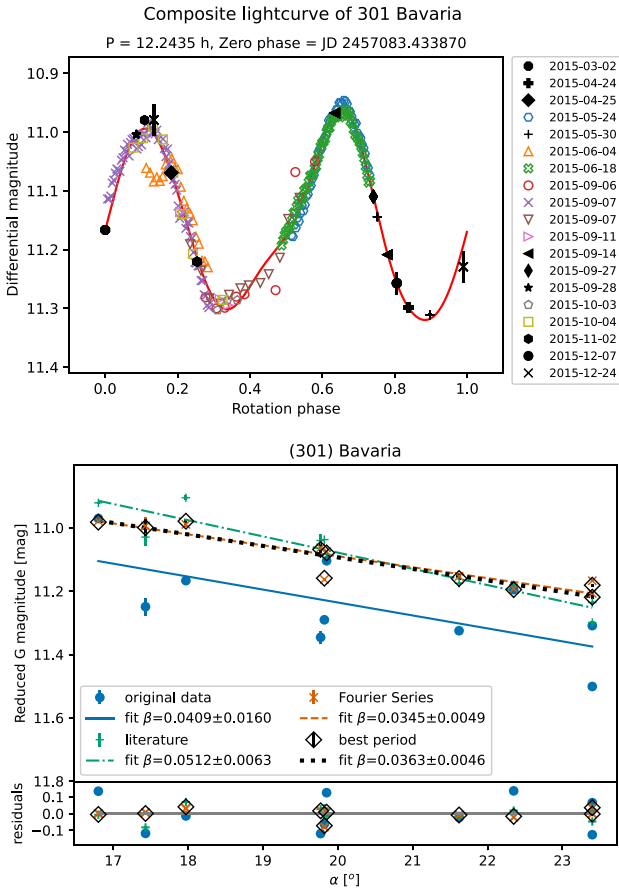 Composite lightcurve of 301 Bavaria
P = 12.2435 h, Zero phase = JD 2457083.433870
10.9
11.0
11.1
11.2
11.3
11.4
Differential magnitude
0.0 0.2 0.4 0.6 0.8 1.0
Rotation phase
2015-03-02
2015-04-24
2015-04-25
2015-05-24
2015-05-30
2015-06-04
2015-06-18
2015-09-06
2015-09-07
2015-09-07
2015-09-11
2015-09-14
2015-09-27
2015-09-28
2015-10-03
2015-10-04
2015-11-02
2015-12-07
2015-12-24
(301) Bavaria
11.0
11.2
11.4
11.6
11.8
Reduced G magnitude [mag]
original data
fit β=0.0409±0.0160
literature
fit β=0.0512±0.0063
Fourier Series
fit β=0.0345±0.0049
best period
fit β=0.0363±0.0046
0.1
0.0
−0.1
residuals
17 18 19 20 21 22 23
α [°]